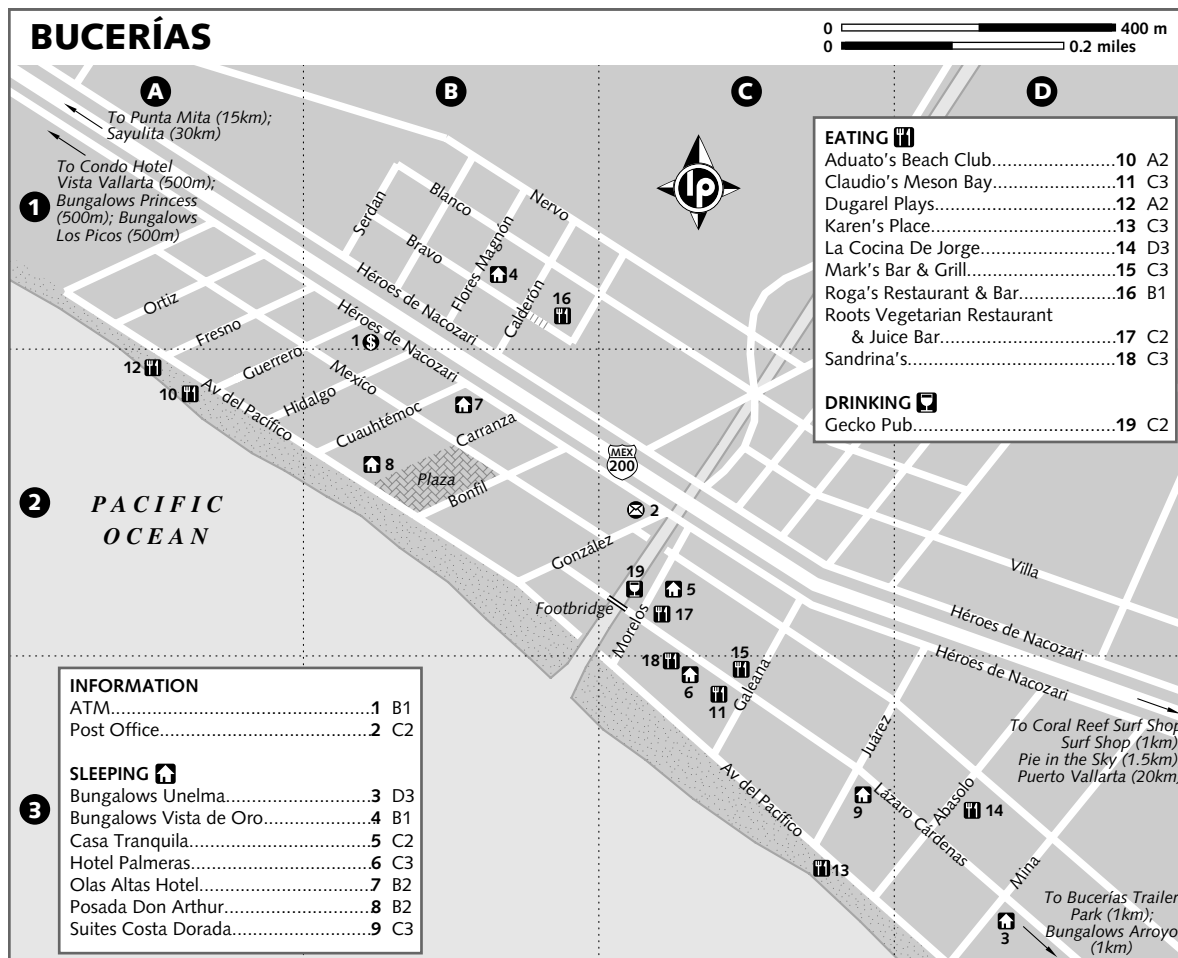 BUCERÍAS
0 400 m
0 0.2 miles
A
B
C
D
1
2
3
To Punta Mita (15km);
Sayulita (30km)
To Condo Hotel
Vista Vallarta (500m);
Bungalows Princess
(500m); Bungalows
Los Picos (500m)
lp
EATING
Aduato's Beach Club 10 A2
Claudio's Meson Bay 11 C3
Dugarel Plays 12 A2
Karen's Place 13 C3
La Cocina De Jorge 14 D3
Mark's Bar & Grill 15 C3
Roga's Restaurant & Bar 16 B1
Roots Vegetarian Restaurant
& Juice Bar 17 C2
Sandrina's 18 C3
DRINKING
Gecko Pub 19 C2
Serdan
Blanco
Nervo
Bravo
Flores Magnón
4
Calderón
16
Héroes de Nacozari
Héroes de Nacozari
Ortiz
Fresno
Guerrero
1 $
12
10
Av del Pacífico
Hidalgo
Mexico
Cuauhtémoc
7
Carranza
8
Plaza
Bonfil
MEX
200
2
PACIFIC
OCEAN
González
19
5
Footbridge
Morelos
17
Villa
Héroes de Nacozari
Héroes de Nacozari
18
6
15
11
Galeana
Juárez
Av del Pacífico
9
Lázaro Cárdenas
Abasolo
14
13
Mina
3
To Coral Reef Surf Shop
Surf Shop (1km)
Pie in the Sky (1.5km)
Puerto Vallarta (20km)
To Bucerías Trailer
Park (1km);
Bungalows Arroyo
(1km)
INFORMATION
ATM 1 B1
Post Office 2 C2
SLEEPING
Bungalows Unelma 3 D3
Bungalows Vista de Oro 4 B1
Casa Tranquila 5 C2
Hotel Palmeras 6 C3
Olas Altas Hotel 7 B2
Posada Don Arthur 8 B2
Suites Costa Dorada 9 C3